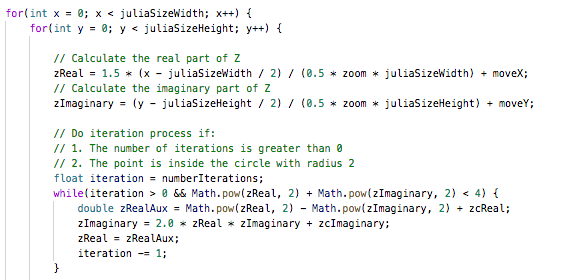 for(int x = 0; x < juliaSizeWidth; x++) {
    for(int y = 0; y < juliaSizeHeight; y++) {

        // Calculate the real part of Z
        zReal = 1.5 * (x - juliaSizeWidth / 2) / (0.5 * zoom * juliaSizeWidth) + moveX;
        // Calculate the imaginary part of Z
        zImaginary = (y - juliaSizeHeight / 2) / (0.5 * zoom * juliaSizeHeight) + moveY;

        // Do iteration process if:
        // 1. The number of iterations is greater than 0
        // 2. The point is inside the circle with radius 2
        float iteration = numberIterations;
        while(iteration > 0 && Math.pow(zReal, 2) + Math.pow(zImaginary, 2) < 4) {
            double zRealAux = Math.pow(zReal, 2) - Math.pow(zImaginary, 2) + zcReal;
            zImaginary = 2.0 * zReal * zImaginary + zcImaginary;
            zReal = zRealAux;
            iteration -= 1;
        }